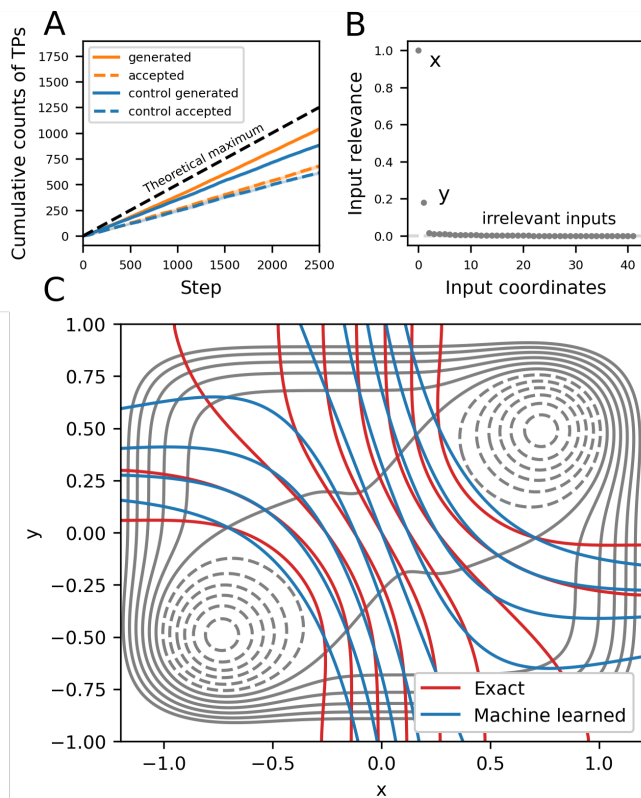 A
Cumulative counts of TPs
1750
1500
1250
1000
750
500
250
0
generated
accepted
control generated
control accepted
Theoretical maximum
0
500
1000
1500
2000
2500
Step
B
Input relevance
1.0
0.8
0.6
0.4
0.2
0.0
x
y
irrelevant inputs
0
10
20
30
40
Input coordinates
C
y
1.00
0.75
0.50
0.25
0.00
−0.25
−0.50
−0.75
−1.00
Exact
Machine learned
−1.0
−0.5
0.0
0.5
1.0
x